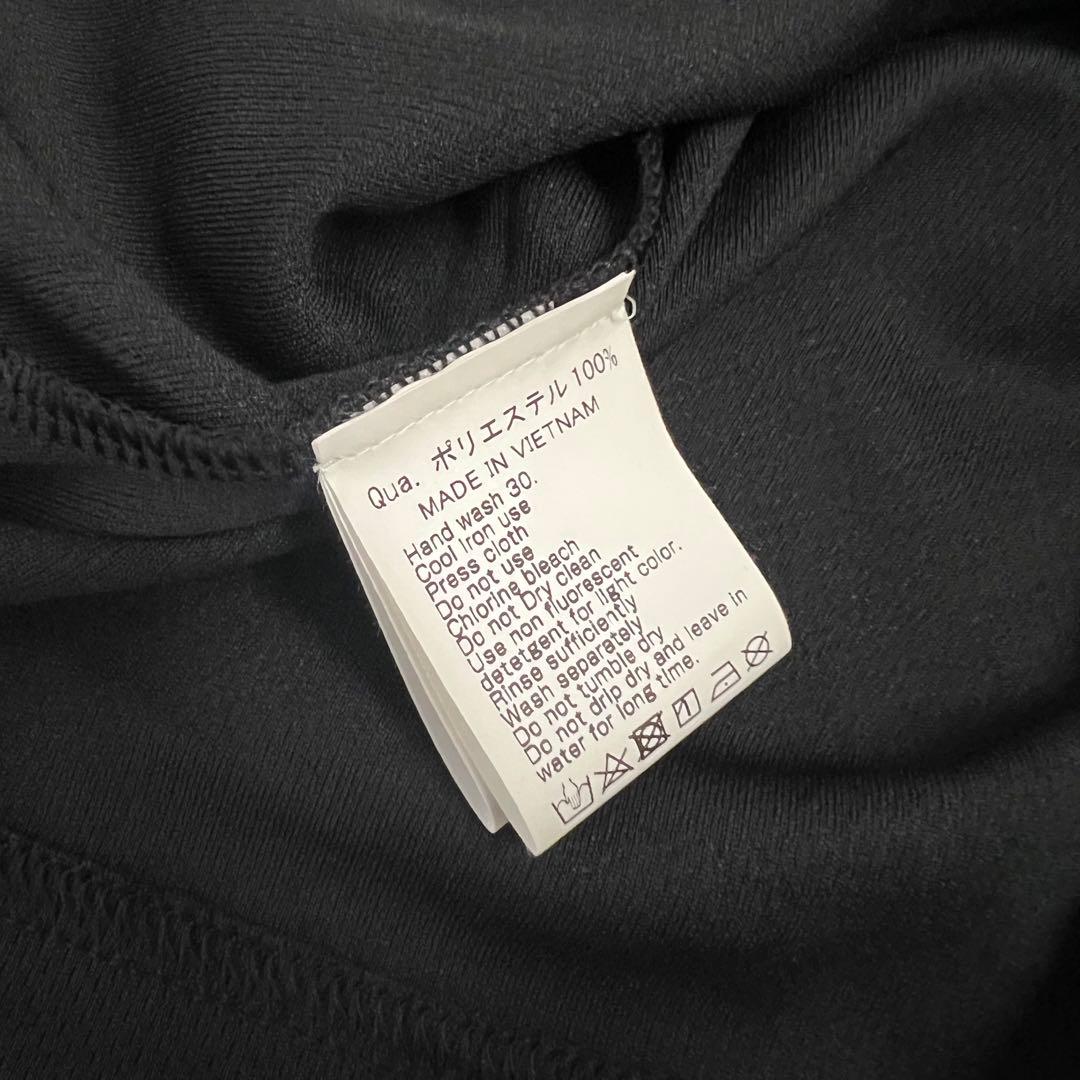 Qua. ポリエステル 100%
MADE IN VIETNAM
Hand wash 30.
Cool Iron use
Press cloth
Do not use
Chlorine bleach
Do not Dry clean
Use non fluorescent
detetgent for light color.
Rinse sufficiently
Wash separately
Do not tumble dry
Do not drip dry and leave in
water for long time.